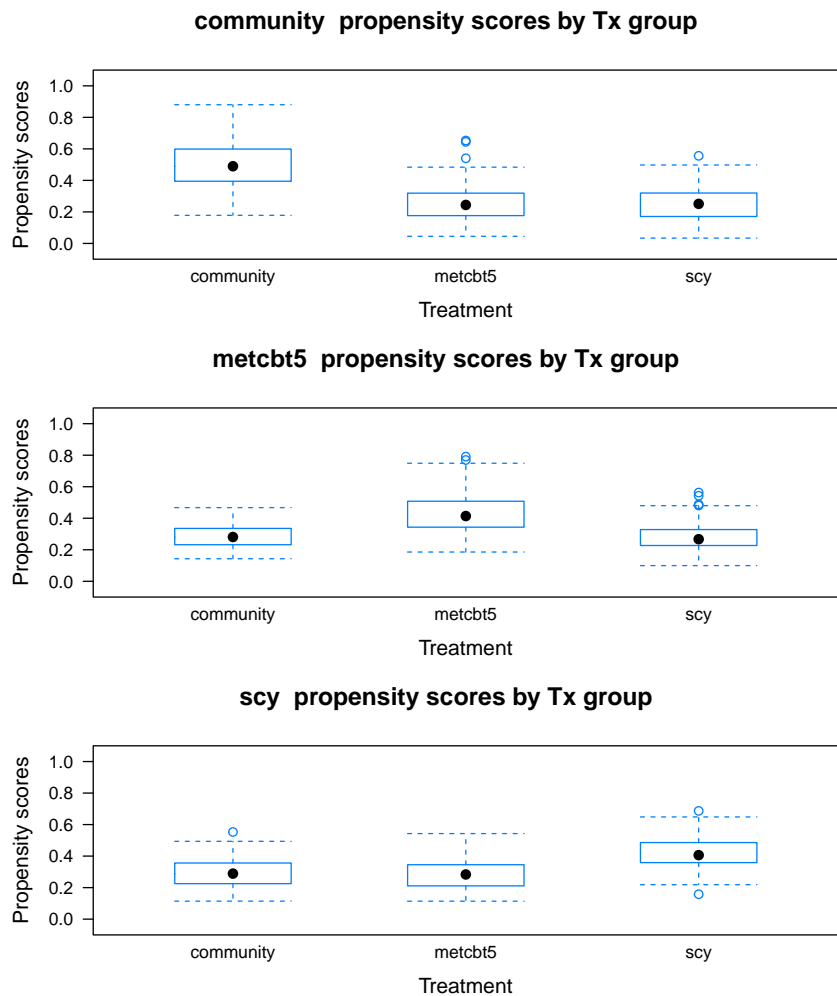 community  propensity scores by Tx group
Propensity scores
1.0
0.8
0.6
0.4
0.2
0.0
community metcbt5 scy
Treatment
metcbt5  propensity scores by Tx group
Propensity scores
1.0
0.8
0.6
0.4
0.2
0.0
community metcbt5 scy
Treatment
scy  propensity scores by Tx group
Propensity scores
1.0
0.8
0.6
0.4
0.2
0.0
community metcbt5 scy
Treatment